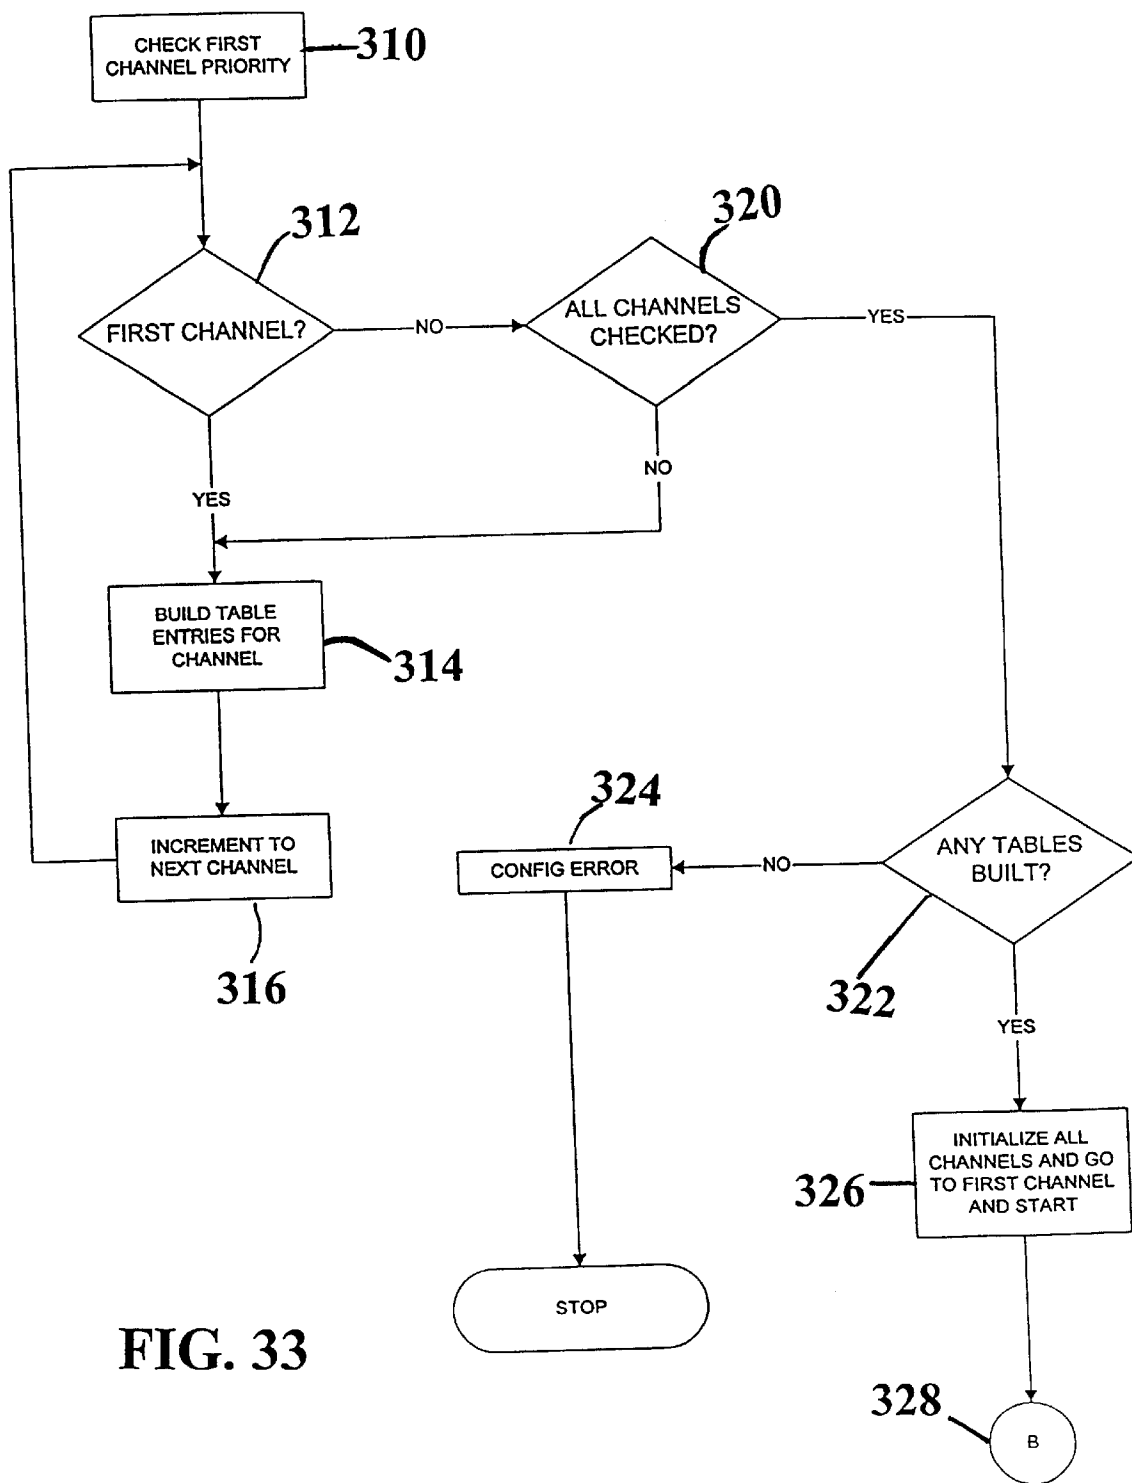 CHECK FIRST
CHANNEL PRIORITY
310
312
FIRST CHANNEL?
NO
320
ALL CHANNELS
CHECKED?
YES
NO
YES
BUILD TABLE
ENTRIES FOR
CHANNEL
314
INCREMENT TO
NEXT CHANNEL
316
324
CONFIG ERROR
NO
ANY TABLES
BUILT?
322
YES
INITIALIZE ALL
CHANNELS AND GO
TO FIRST CHANNEL
AND START
326
STOP
FIG. 33
328
B